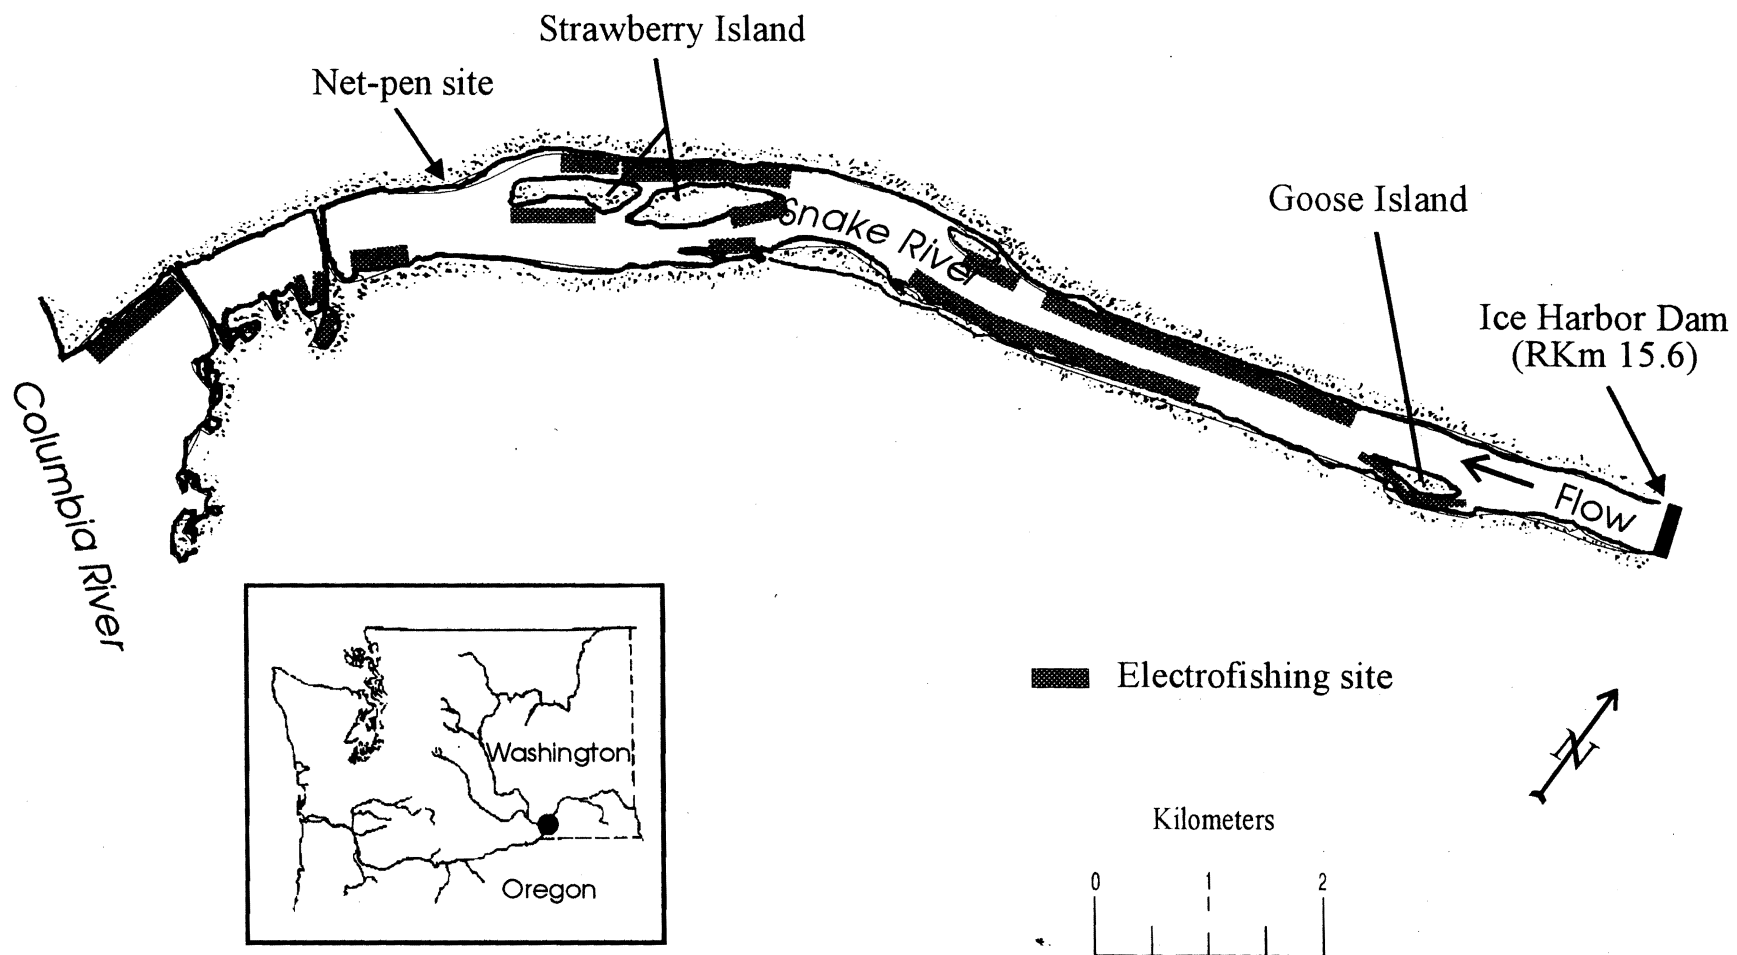 Strawberry Island
Net-pen site
Goose Island
Snake River
Ice Harbor Dam
(RKm 15.6)
Columbia River
Flow
Electrofishing site
N
Washington
Oregon
Kilometers
0 1 2